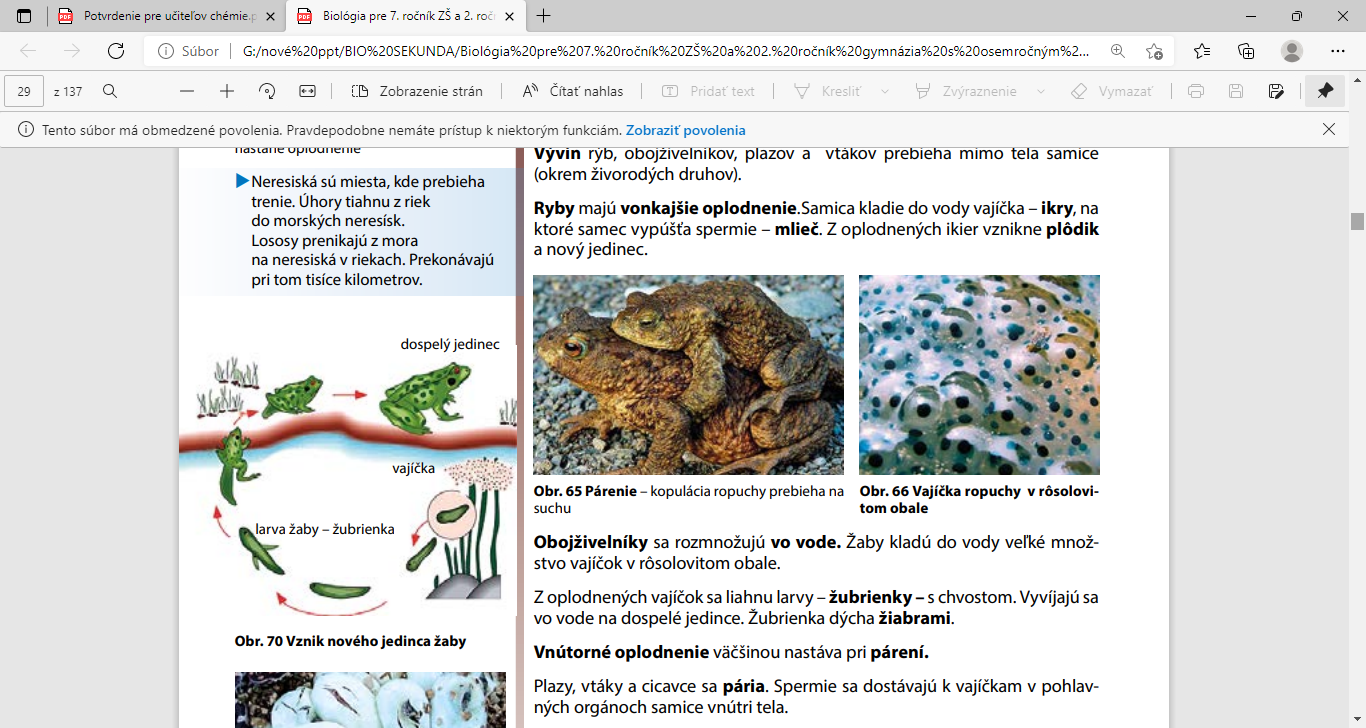 Potvrdenie pre učiteľov chémie.p
Biológia pre 7. ročník ZŠ a 2. roč
Súbor
G:/nové%20ppt/BIO%20SEKUNDA/Biológia%20pre%207.%20ročník%20ZŠ%20a%202.%20ročník%20gymnázia%20s%20osemročným%2...
29
z 137
Zobrazenie strán
Čítať nahlas
Pridať text
Kresliť
Zvýraznenie
Vymazať
Tento súbor má obmedzené povolenia. Pravdepodobne nemáte prístup k niektorým funkciám. Zobraziť povolenia
nastane oplodnenie
Neresiská sú miesta, kde prebieha
trenie. Úhory tiahnu z riek
do morských neresísk.
Lososy prenikajú z mora
na neresiská v riekach. Prekonávajú
pri tom tisíce kilometrov.
dospelý jedinec
vajíčka
larva žaby – žubrienka
Obr. 70 Vznik nového jedinca žaby
Vývin rýb, obojživelníkov, plazov a vtákov prebieha mimo tela samice
(okrem živorodých druhov).
Ryby majú vonkajšie oplodnenie.Samica kladie do vody vajíčka – ikry, na
ktoré samec vypúšťa spermie – mlieč. Z oplodnených ikier vznikne plôdik
a nový jedinec.
Obr. 65 Párenie – kopulácia ropuchy prebieha na
suchu
Obr. 66 Vajíčka ropuchy v rôsolovi-
tom obale
Obojživelníky sa rozmnožujú vo vode. Žaby kladú do vody veľké množ-
stvo vajíčok v rôsolovitom obale.
Z oplodnených vajíčok sa liahnu larvy – žubrienky – s chvostom. Vyvíjajú sa
vo vode na dospelé jedince. Žubrienka dýcha žiabrami.
Vnútorné oplodnenie väčšinou nastáva pri párení.
Plazy, vtáky a cicavce sa pária. Spermie sa dostávajú k vajíčkam v pohlav-
ných orgánoch samice vnútri tela.